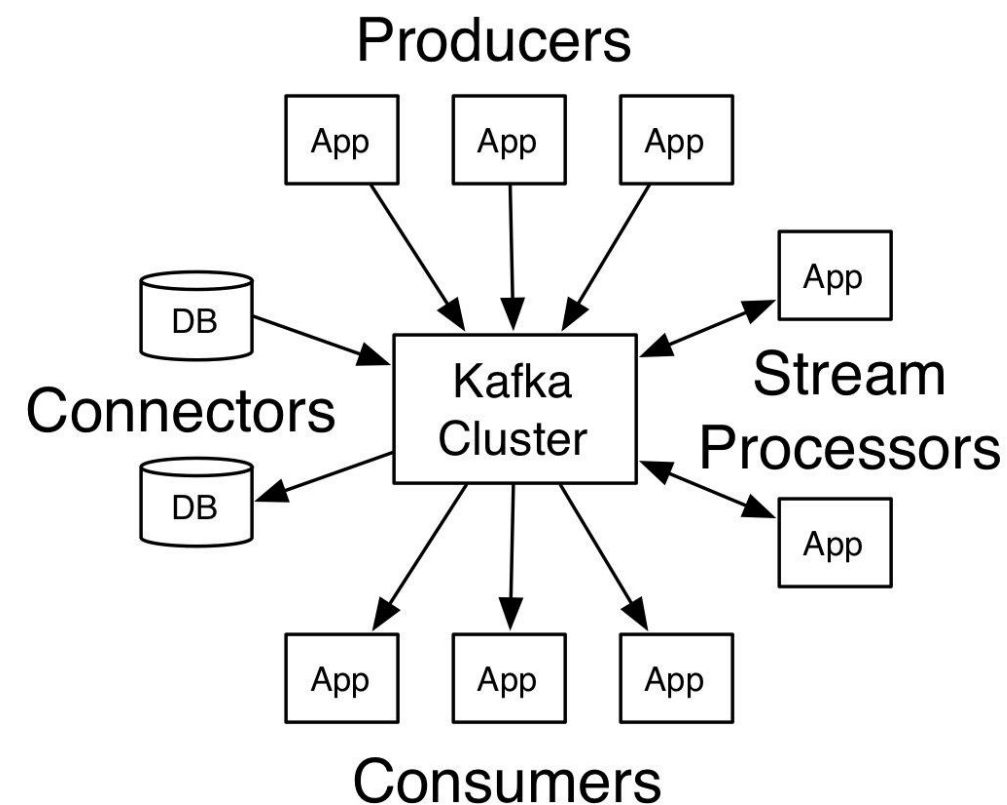 Producers
App
App
App
App
DB
Kafka
Cluster
Stream
Processors
Connectors
DB
App
App
App
App
Consumers